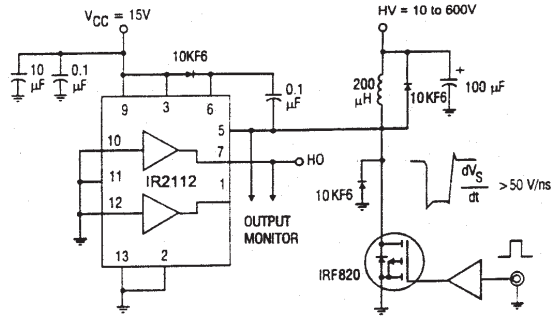 VCC = 15V
HV = 10 to 600V
10
µF
0.1
µF
10KF6
0.1
µF
200
µH
10KF6
+
100 µF
9
3
6
5
10
7
HO
11
IR2112
1
12
OUTPUT
MONITOR
13
2
10KF6
dVS
dt
> 50 V/ns
IRF820